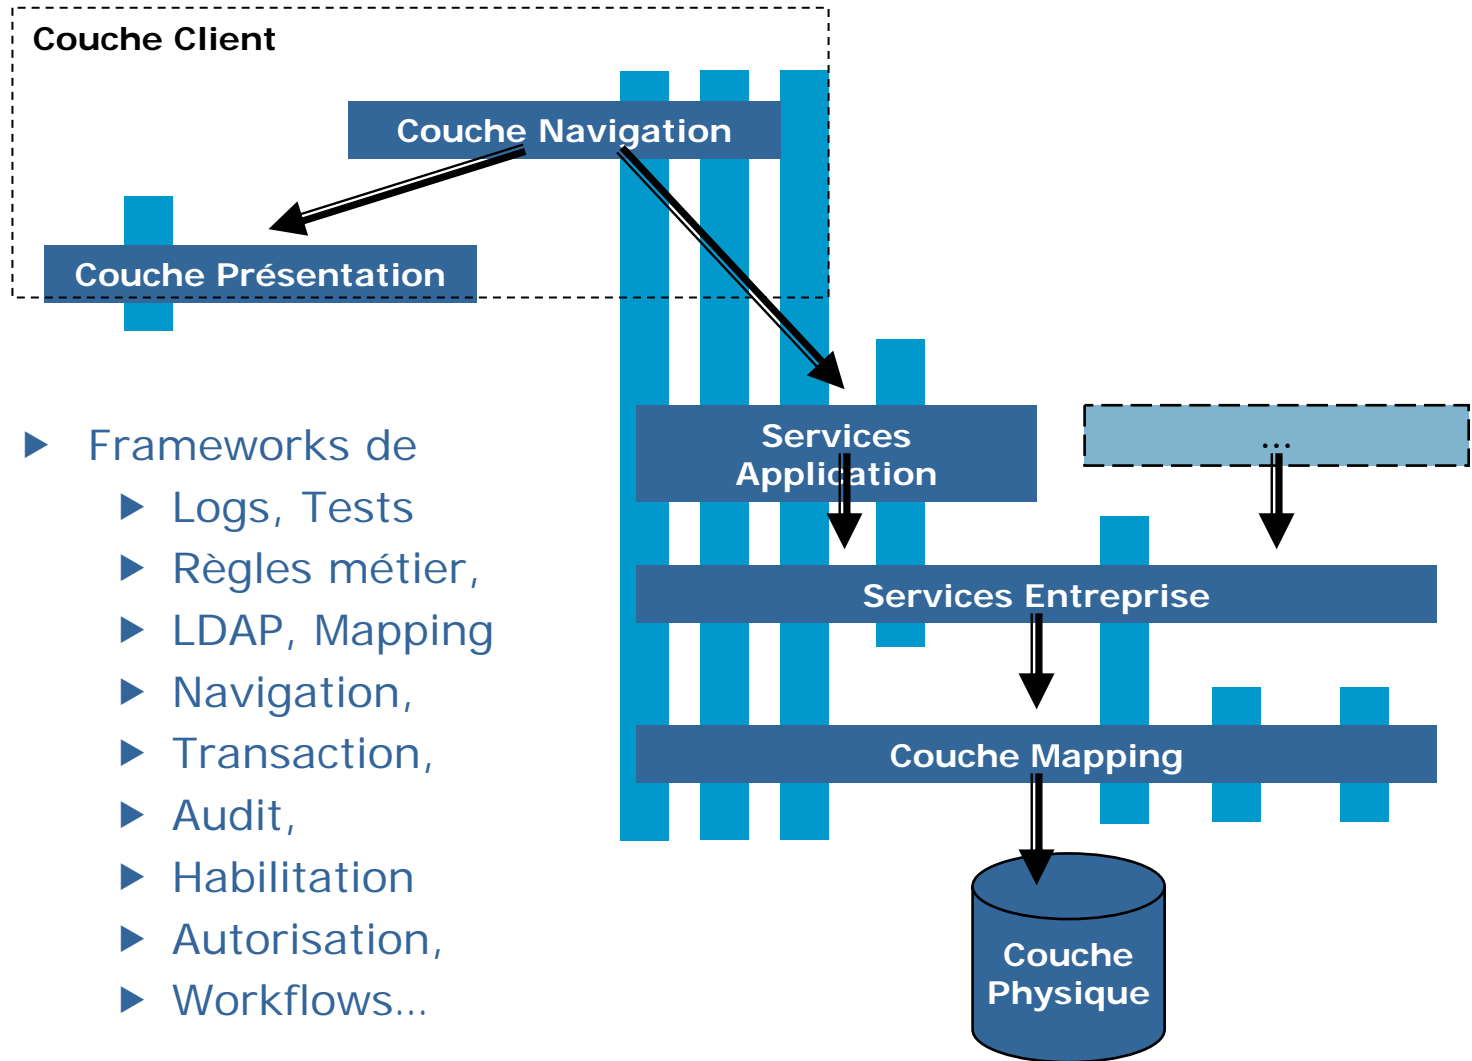 Couche Client
Couche Navigation
Couche Présentation
Services
Application
...
Services Entreprise
Couche Mapping
Couche
Physique
Frameworks de
Logs, Tests
Règles métier,
LDAP, Mapping
Navigation,
Transaction,
Audit,
Habilitation
Autorisation,
Workflows...